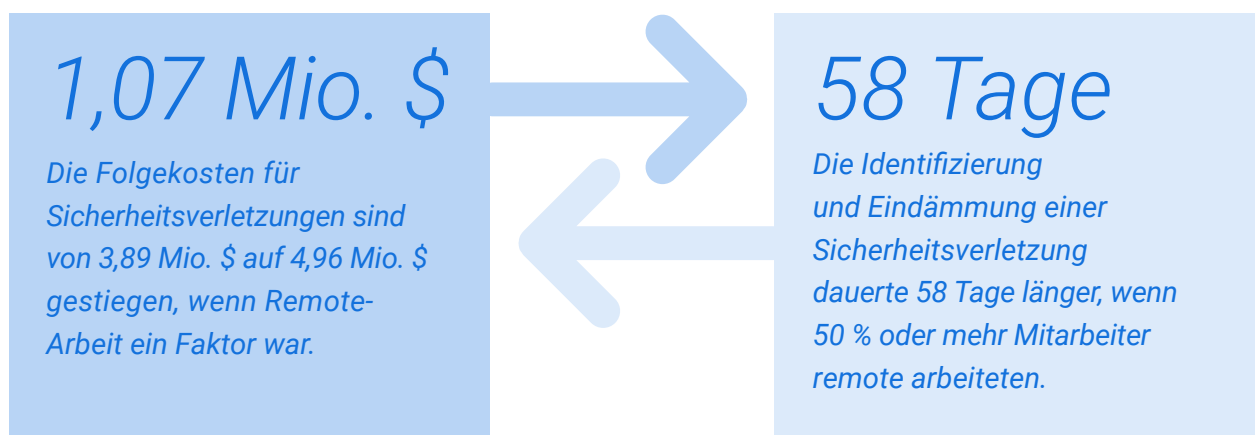 1,07 Mio. $
Die Folgekosten für
Sicherheitsverletzungen sind
von 3,89 Mio. $ auf 4,96 Mio. $
gestiegen, wenn Remote-
Arbeit ein Faktor war.
58 Tage
Die Identifizierung
und Eindämmung einer
Sicherheitsverletzung
dauerte 58 Tage länger, wenn
50 % oder mehr Mitarbeiter
remote arbeiteten.